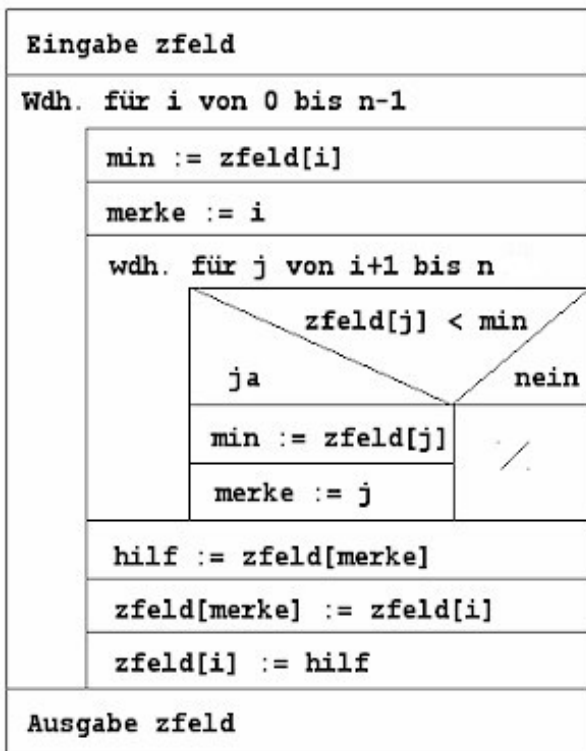 Eingabe zfeld
Wdh. für i von 0 bis n-1
min := zfeld[i]
merke := i
wdh. für j von i+1 bis n
zfeld[j] < min
ja nein
min := zfeld[j]
merke := j
hilf := zfeld[merke]
zfeld[merke] := zfeld[i]
zfeld[i] := hilf
Ausgabe zfeld